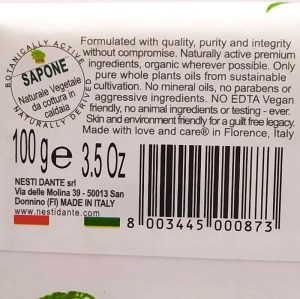 BOTANICALLY ACTIVE
SAPONE
Naturale Vegetale
da cottura in
caldaia
NATURALLY DERIVED
Formulated with quality, purity and integrity
without compromise. Naturally active premium
ingredients, organic wherever possible. Only
pure whole plants oils from sustainable
cultivation. No mineral oils, no parabens or
aggressive ingredients. NO EDTA Vegan
friendly, no animal ingredients or testing - ever.
Skin and environment friendly for a guilt free legacy.
Made with love and care® in Florence, Italy
100 g e 3.5 Oz
NESTI DANTE srl
Via delle Molina 39 - 50013 San
Donnino (FI) MADE IN ITALY
www.nestidante.com
8 003445 000873